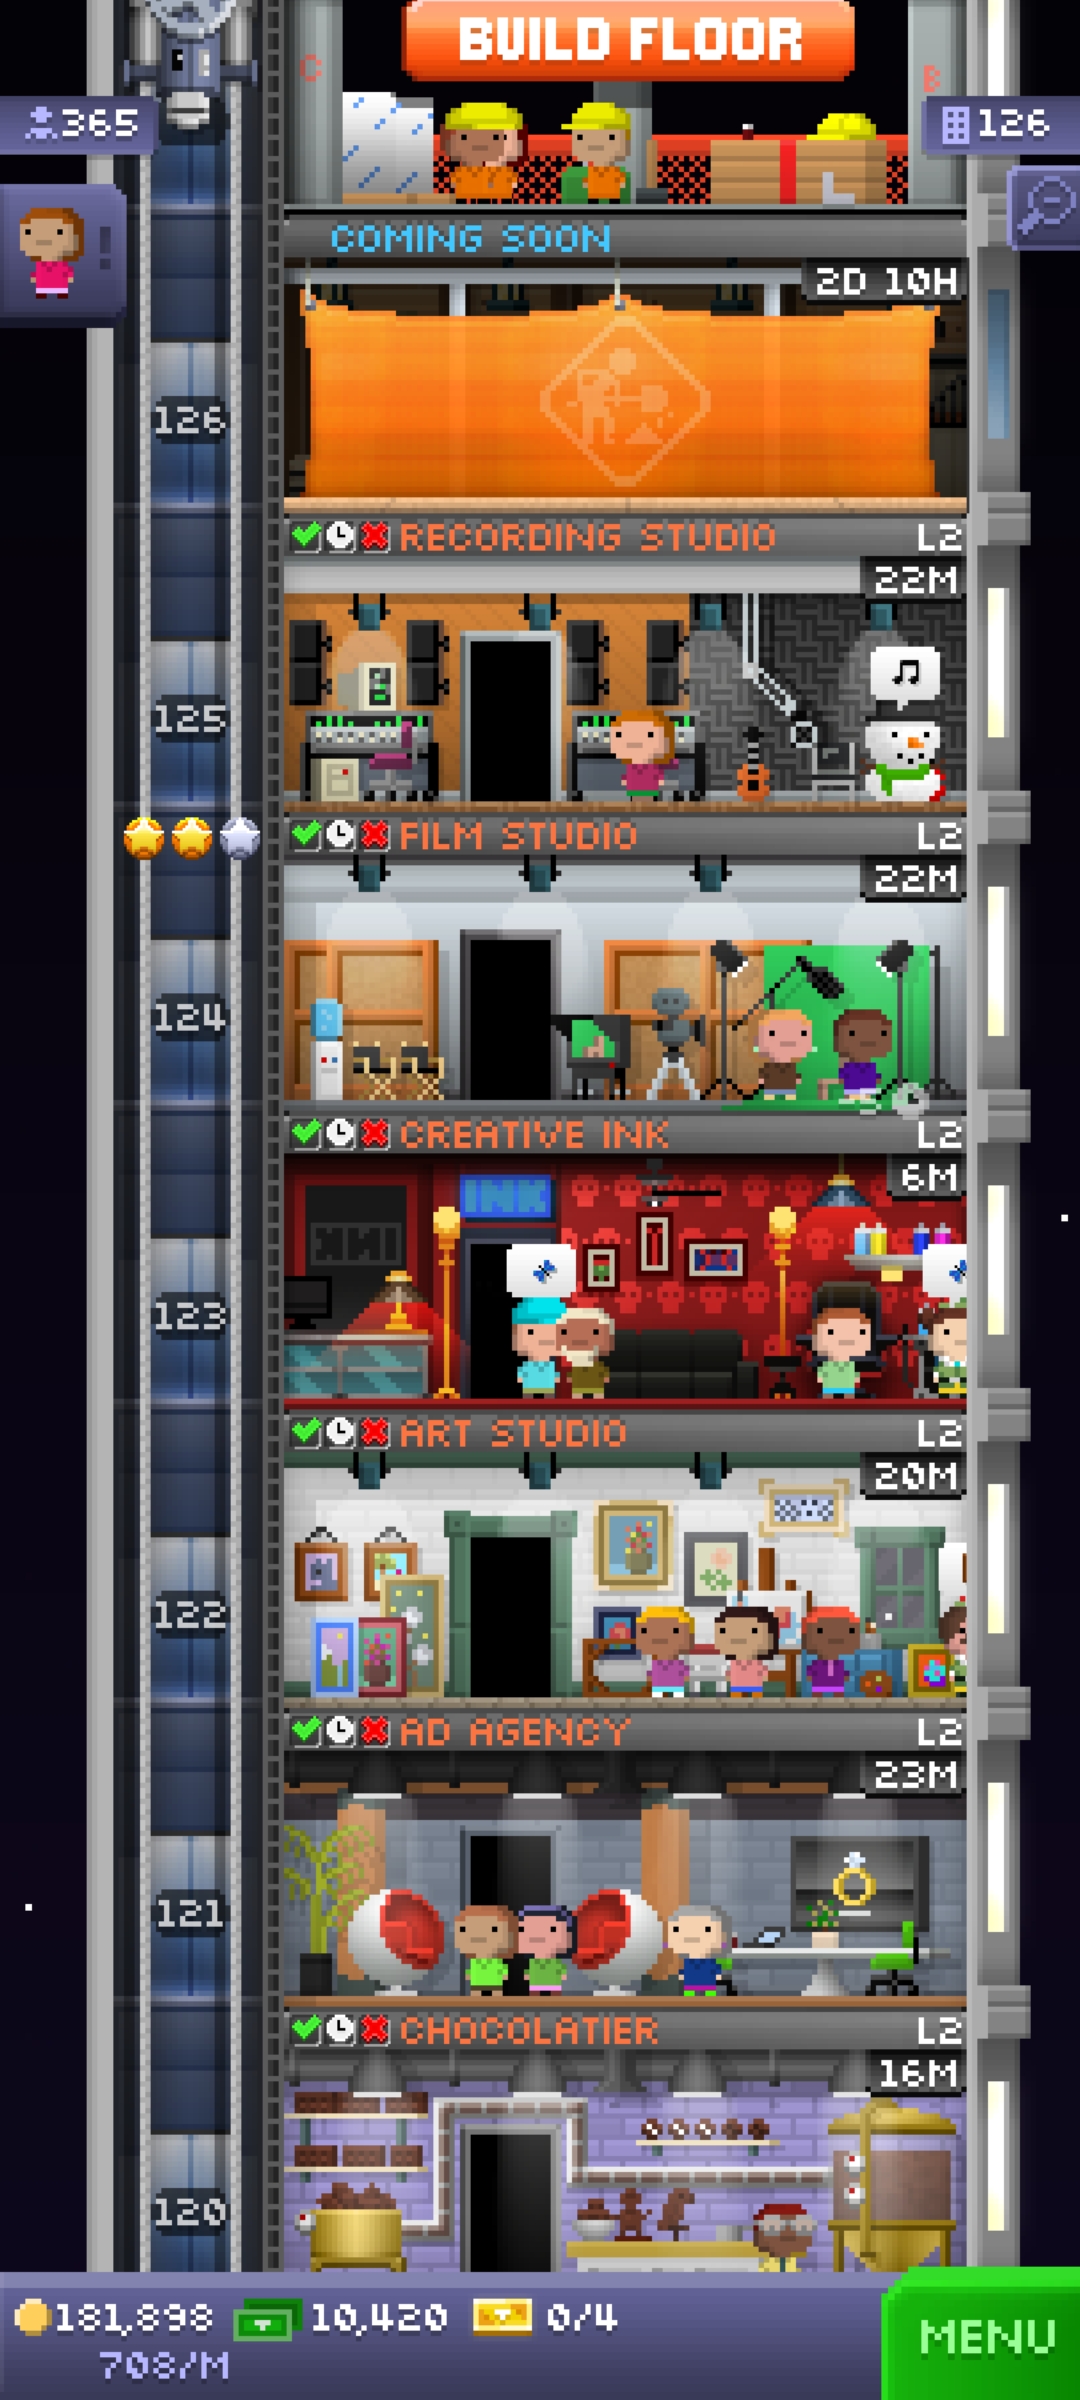 BUILD FLOOR
C
B
365
126
!
COMING SOON
2D 10H
126
RECORDING STUDIO L2
22M
125
FILM STUDIO L2
22M
124
CREATIVE INK L2
6M
INK
123
ART STUDIO L2
20M
122
AD AGENCY L2
23M
121
CHOCOLATIER L2
16M
120
181,898 10,420 0/4
708/M
MENU